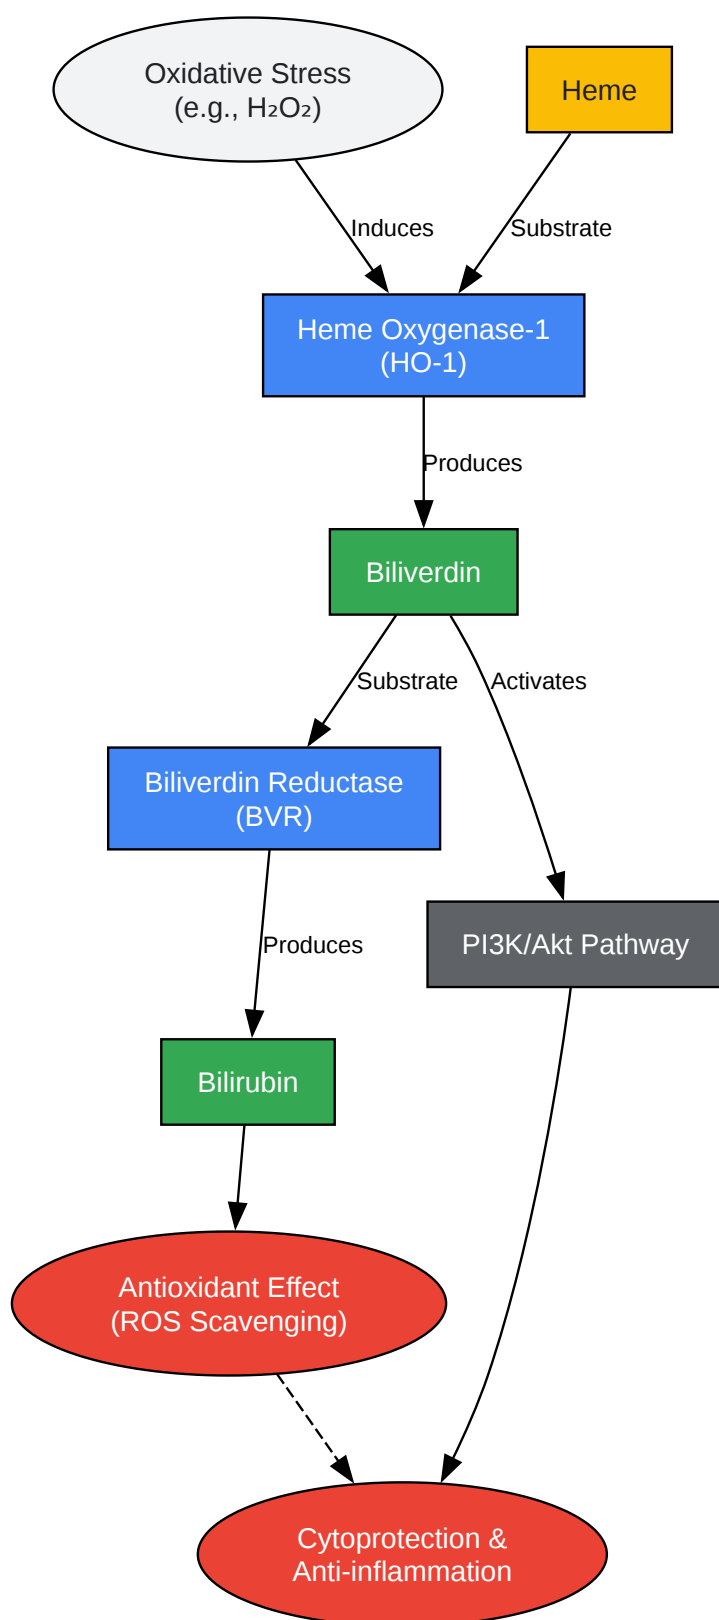 Oxidative Stress
(e.g., H₂O₂)
Heme
Induces
Substrate
Heme Oxygenase-1
(HO-1)
Produces
Biliverdin
Substrate
Activates
Biliverdin Reductase
(BVR)
PI3K/Akt Pathway
Produces
Bilirubin
Antioxidant Effect
(ROS Scavenging)
Cytoprotection &
Anti-inflammation